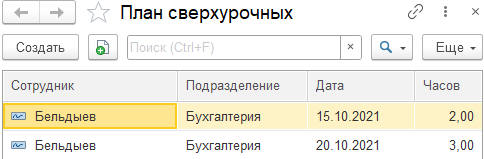 План сверхурочных
Создать Поиск (Ctrl+F) × Еще
Сотрудник Подразделение Дата Часов
Бельдыев Бухгалтерия 15.10.2021 2,00
Бельдыев Бухгалтерия 20.10.2021 3,00